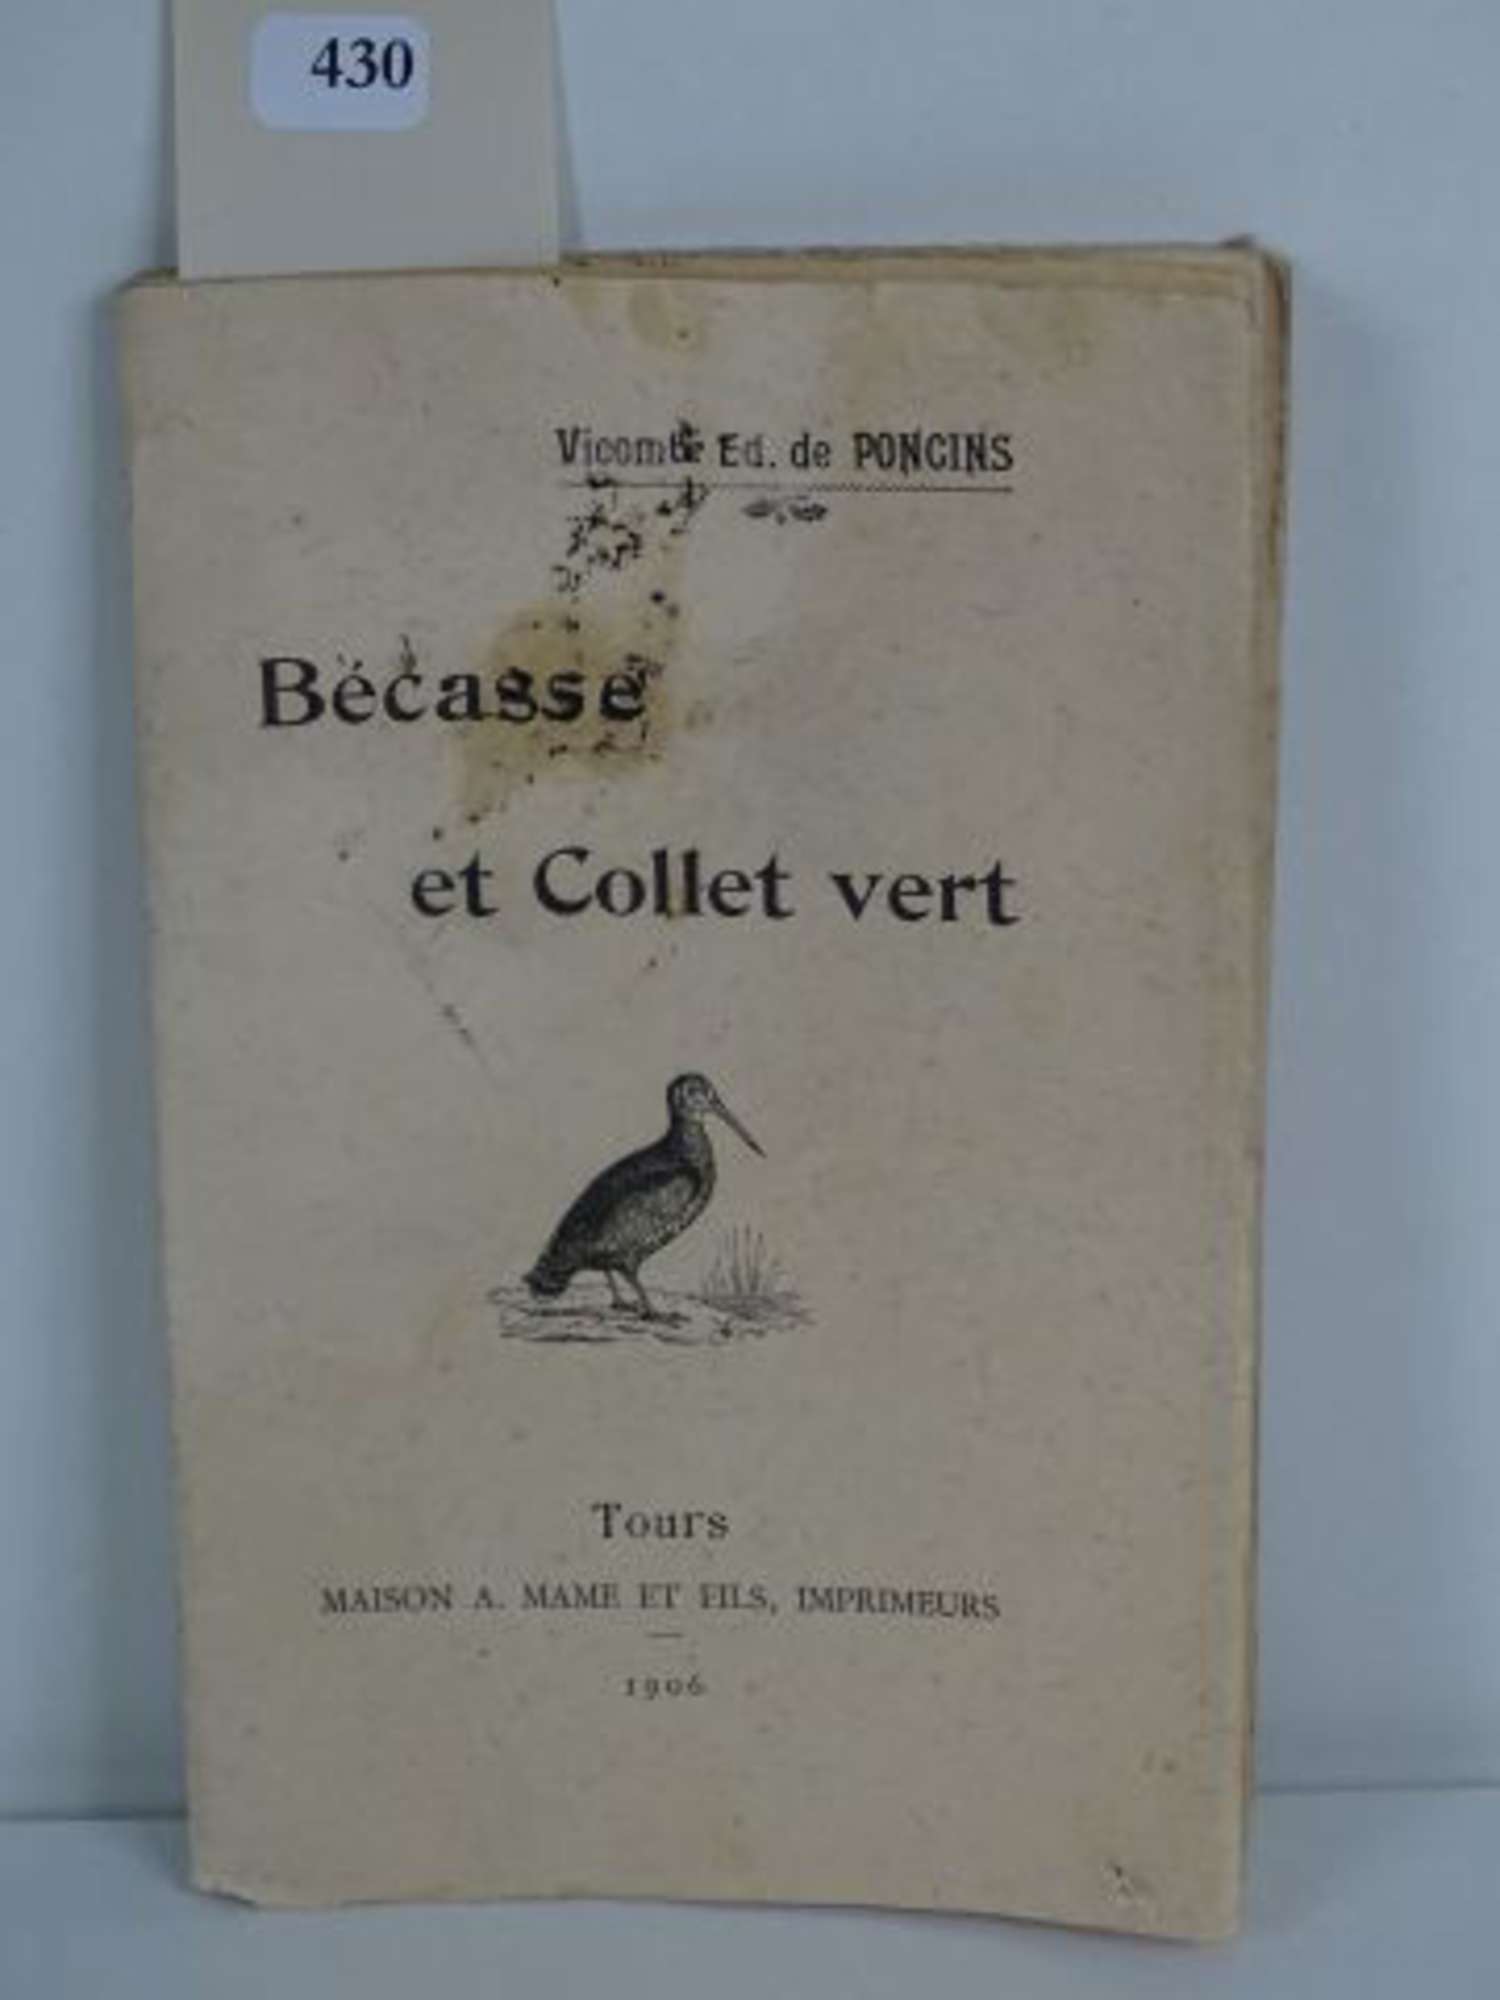 430
Vicomte Ed. de PONCINS
Bécasse
et Collet vert
Tours
MAISON A. MAME ET FILS, IMPRIMEURS
1906